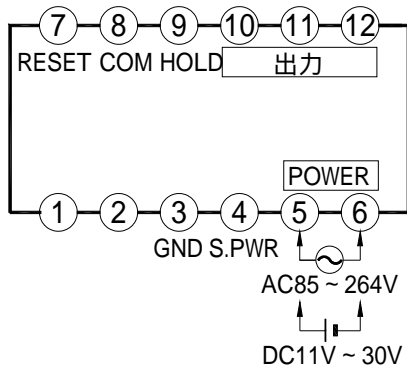 7 8 9 10 11 12
RESET COM HOLD 出力
POWER
1 2 3 4 5 6
GND S.PWR
AC85 ~ 264V
DC11V ~ 30V